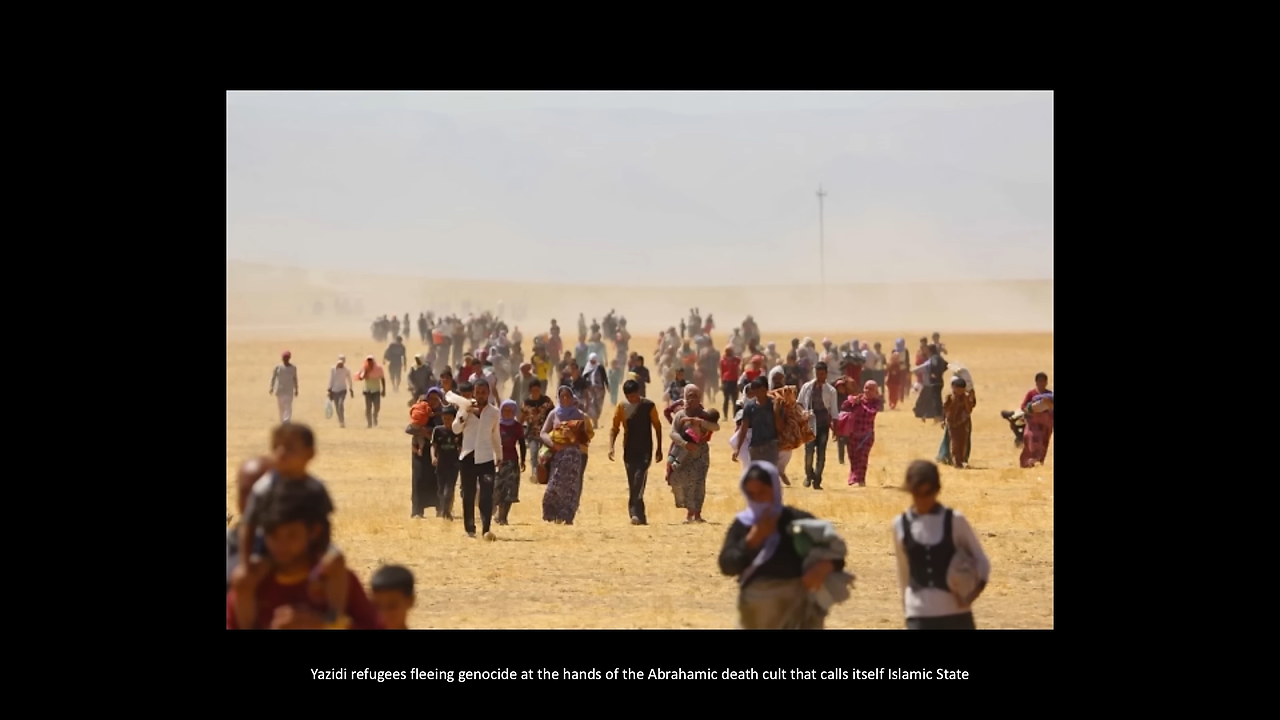 Yazidi refugees fleeing genocide at the hands of the Abrahamic death cult that calls itself Islamic State